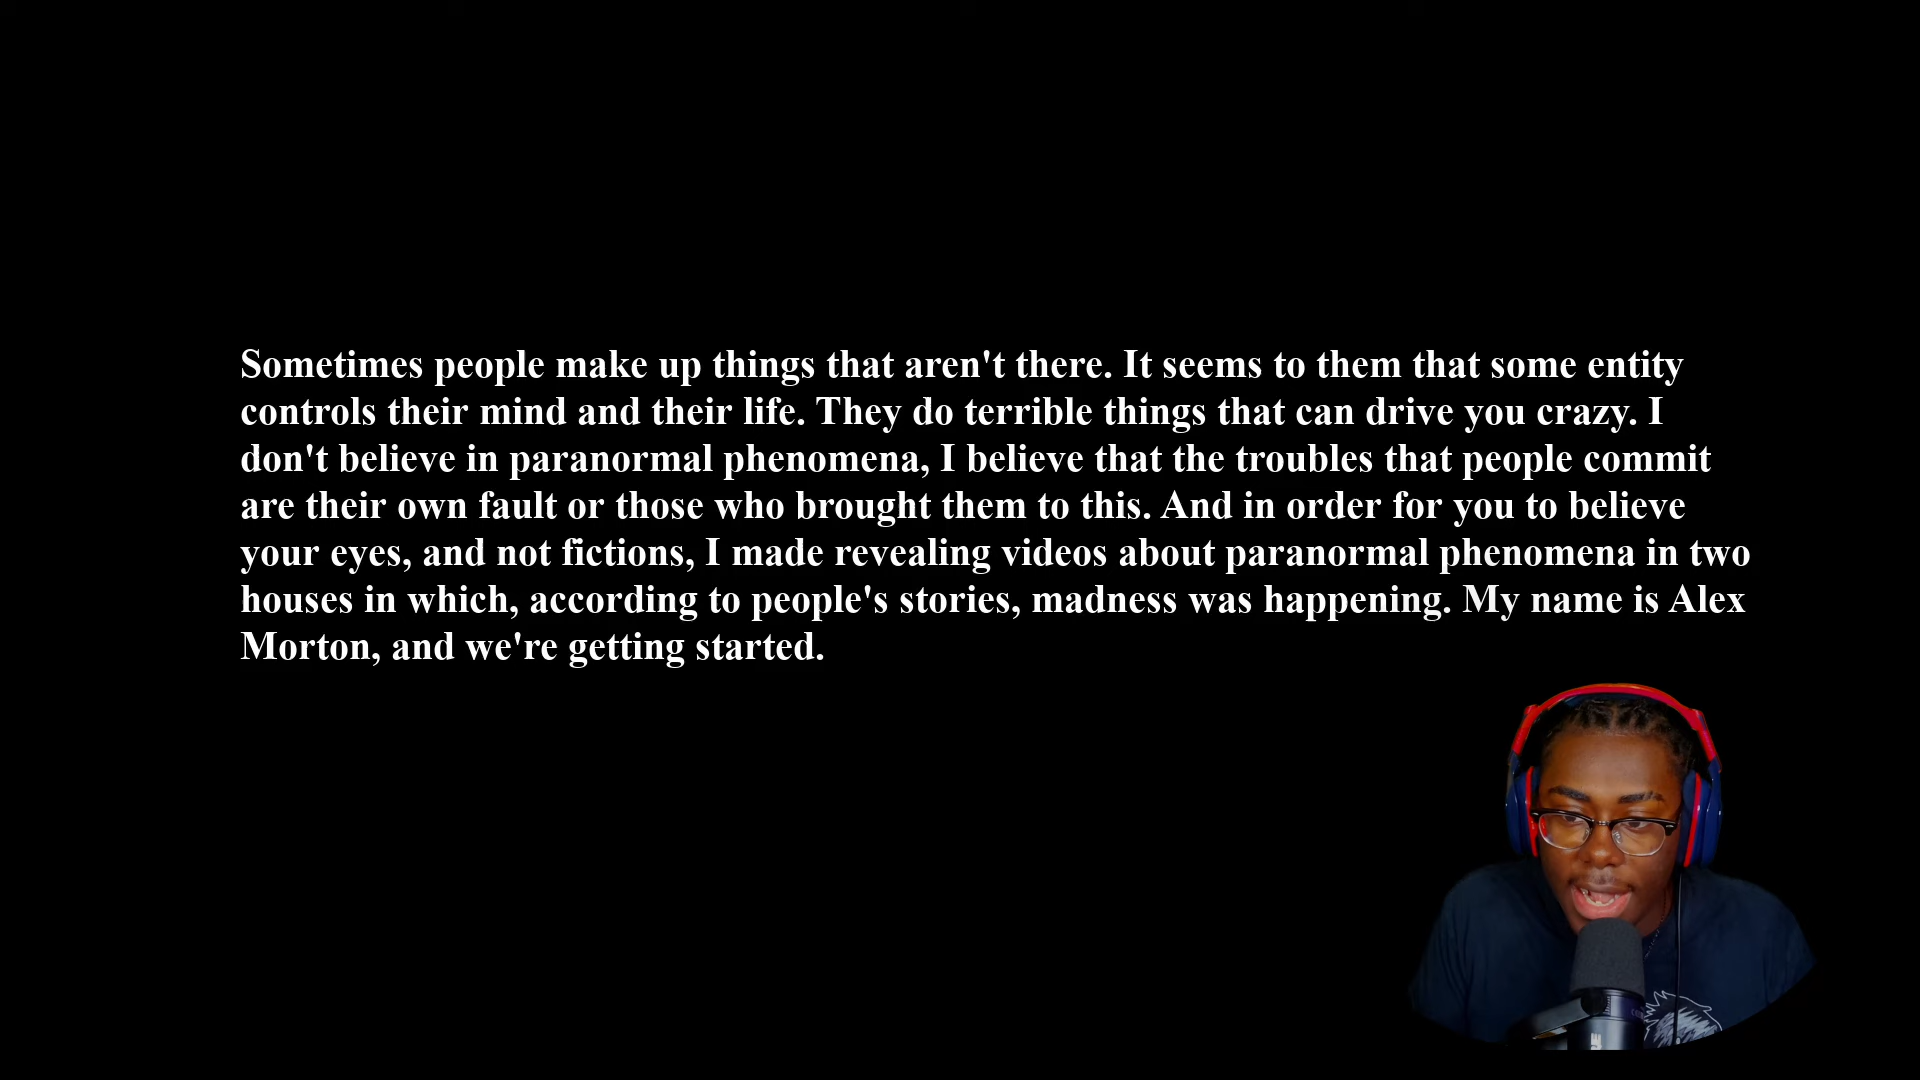 Sometimes people make up things that aren't there. It seems to them that some entity
controls their mind and their life. They do terrible things that can drive you crazy. I
don't believe in paranormal phenomena, I believe that the troubles that people commit
are their own fault or those who brought them to this. And in order for you to believe
your eyes, and not fictions, I made revealing videos about paranormal phenomena in two
houses in which, according to people's stories, madness was happening. My name is Alex
Morton, and we're getting started.